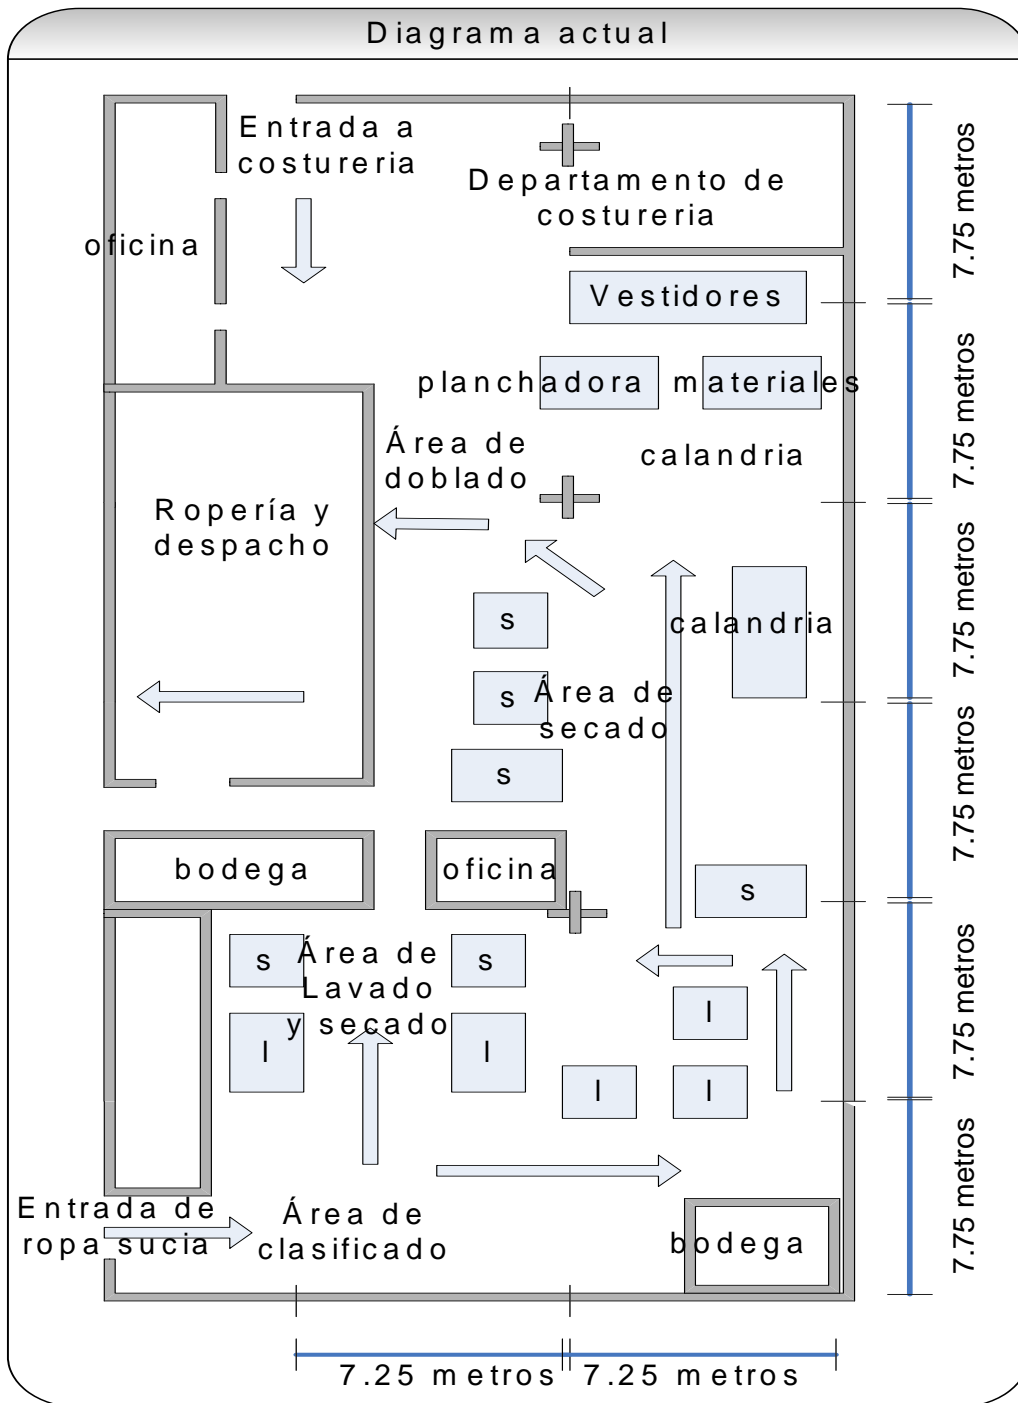 Diagrama actual
Entrada a
costureria
Departamento de
costureria
oficina
Vestidores
planchadora
materiales
Área de
doblado
calandria
Ropería y
despacho
s
calandria
s
Área de
secado
s
bodega
oficina
s
s
Área de
Lavado
y secado
s
l
l
l
l
l
Entrada de
ropa sucia
Área de
clasificado
bodega
7.75 metros
7.75 metros
7.75 metros
7.75 metros
7.75 metros
7.75 metros
7.25 metros
7.25 metros